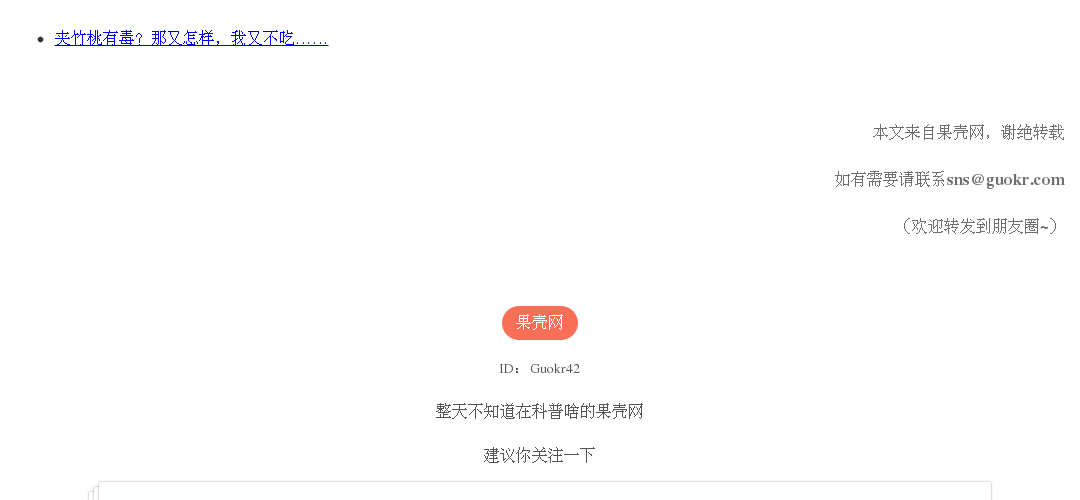 夹竹桃有毒？那又怎样，我又不吃……
本文来自果壳网，谢绝转载
如有需要请联系sns@guokr.com
（欢迎转发到朋友圈~）
果壳网
ID：Guokr42
整天不知道在科普啥的果壳网
建议你关注一下